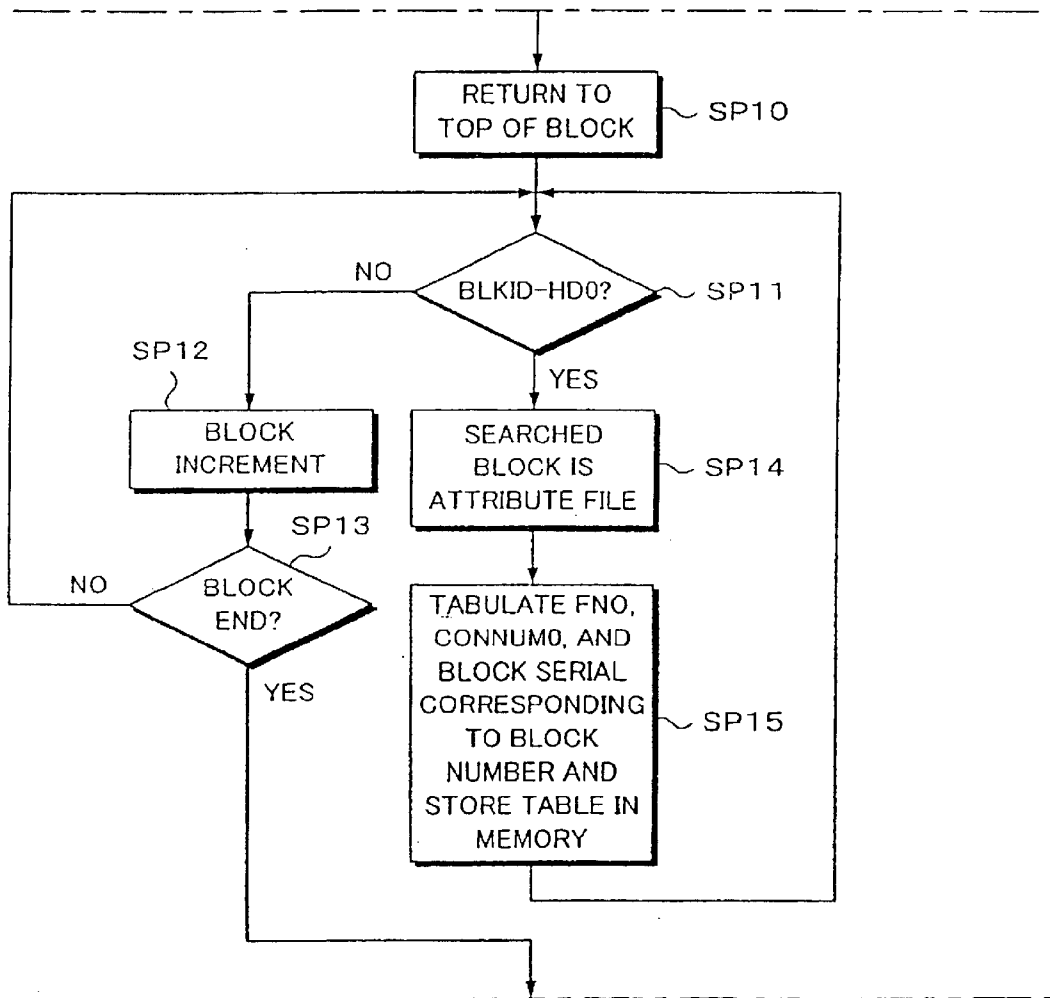 RETURN TO
TOP OF BLOCK
SP10
NO
BLKID-HD0?
SP11
YES
SP12
BLOCK
INCREMENT
SEARCHED
BLOCK IS
ATTRIBUTE FILE
SP14
SP13
NO
BLOCK
END?
YES
TABULATE FNO,
CONNUM0, AND
BLOCK SERIAL
CORRESPONDING
TO BLOCK
NUMBER AND
STORE TABLE IN
MEMORY
SP15